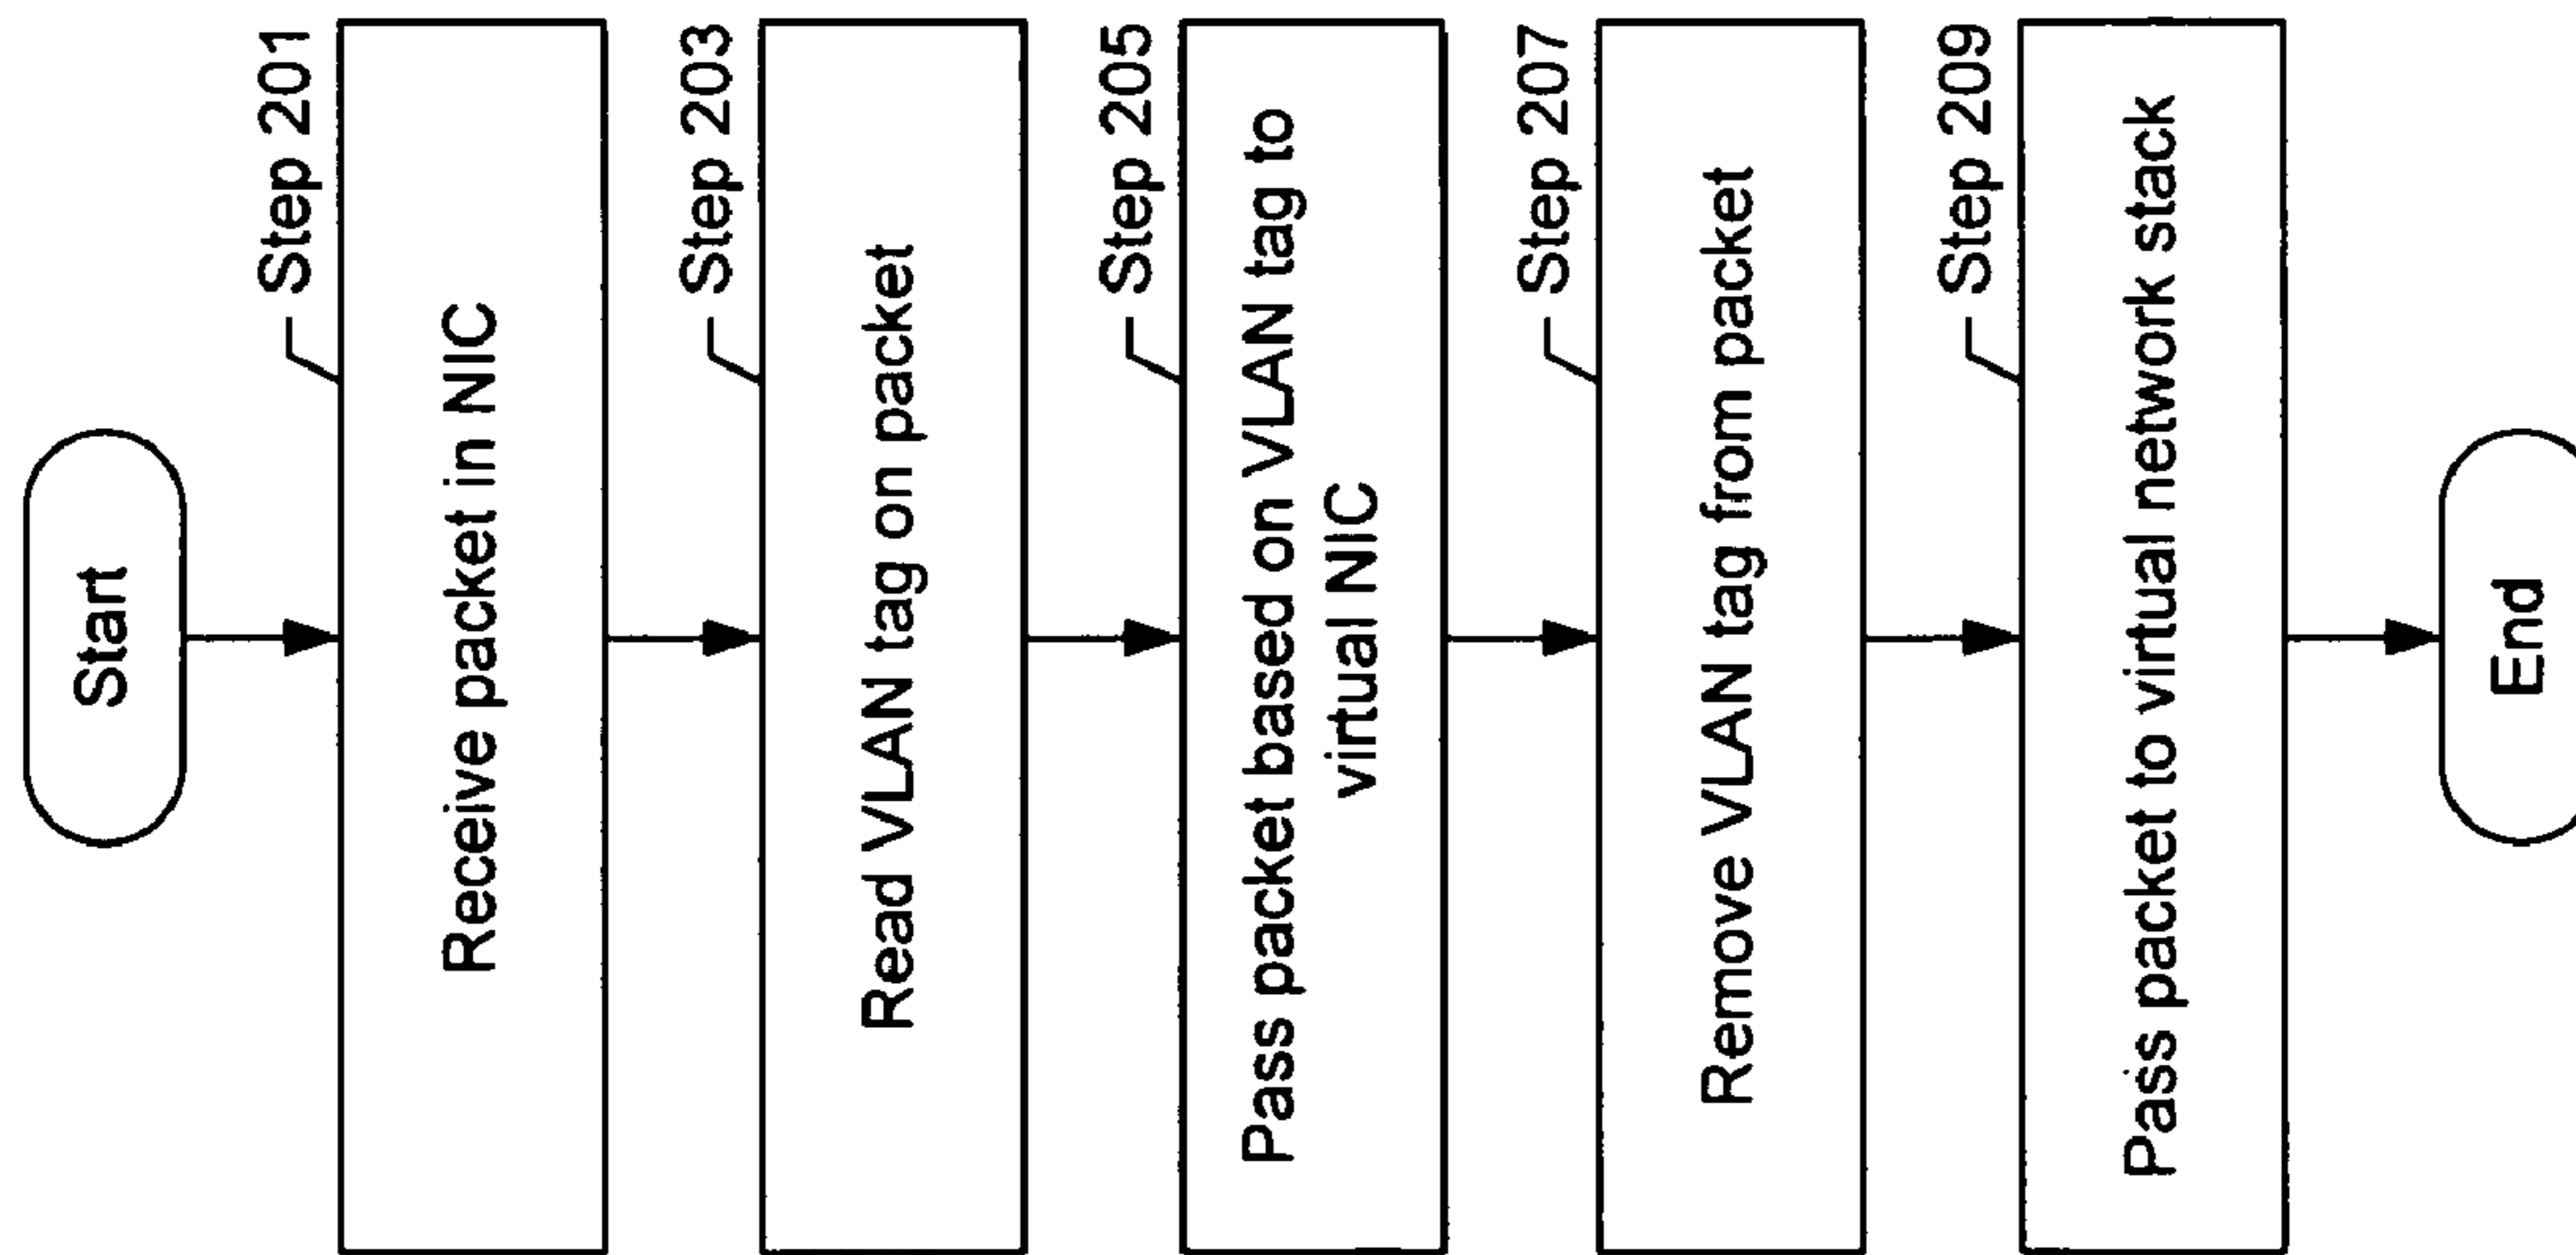 Start
Step 201
Receive packet in NIC
Step 203
Read VLAN tag on packet
Step 205
Pass packet based on VLAN tag to
virtual NIC
Step 207
Remove VLAN tag from packet
Step 209
Pass packet to virtual network stack
End